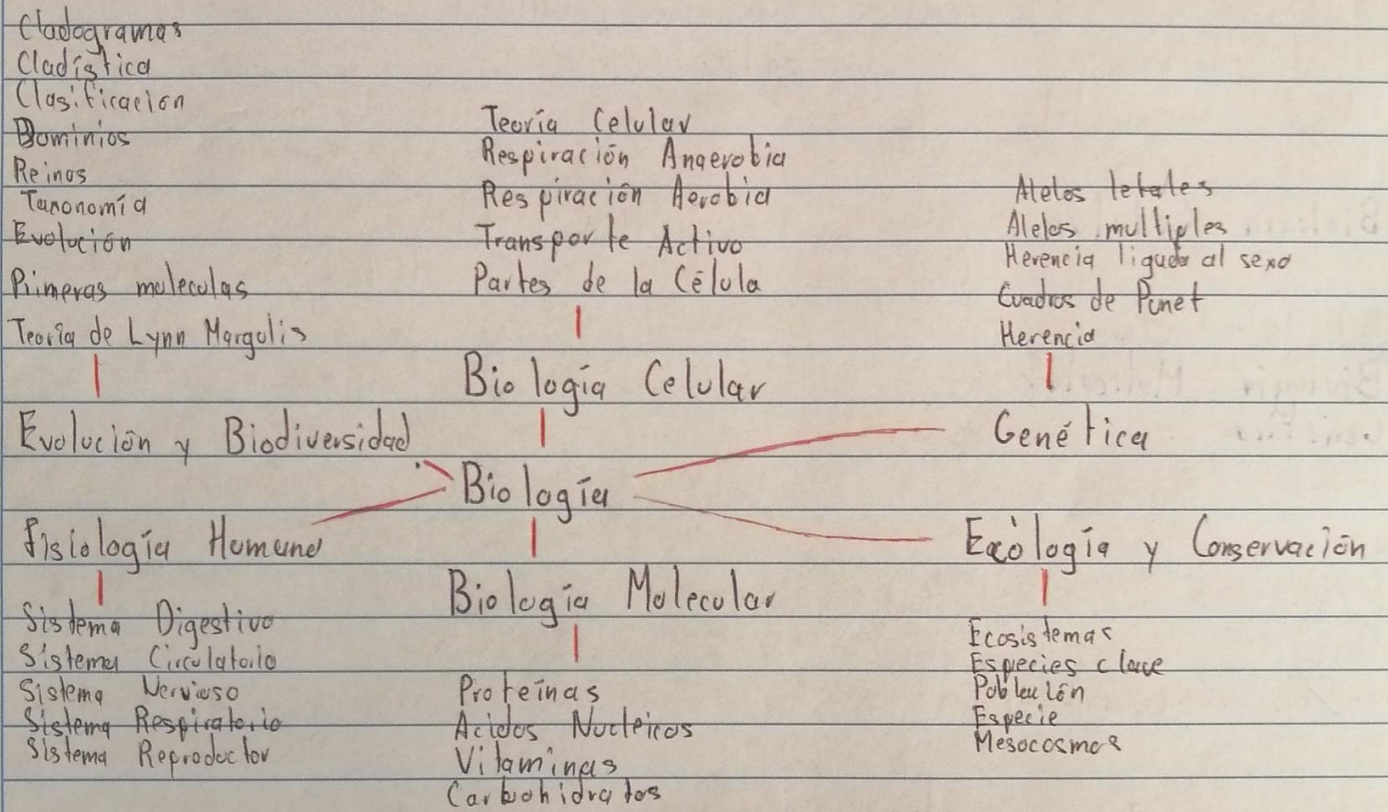 Cladogramas
Cladística
Clasificación
Dominios
Reinos
Taxonomía
Evolución
Primeras moleculas
Teoría de Lynn Margulis
Evolución y Biodiversidad
Teoría Celular
Respiración Anaerobia
Respiración Aerobia
Transporte Activo
Partes de la Célula
Biología Celular
Alelos letales
Alelos multiples
Herencia ligada al sexo
Cuadros de Punet
Herencia
Genética
Biología
Fisiología Humana
Sistema Digestivo
Sistema Circulatorio
Sistema Nervioso
Sistema Respiratorio
Sistema Reproductor
Biología Molecular
Proteínas
Acidos Nucleicos
Vitaminas
Carbohidratos
Ecología y Conservación
Ecosistemas
Especies clave
Población
Especie
Mesocosmos